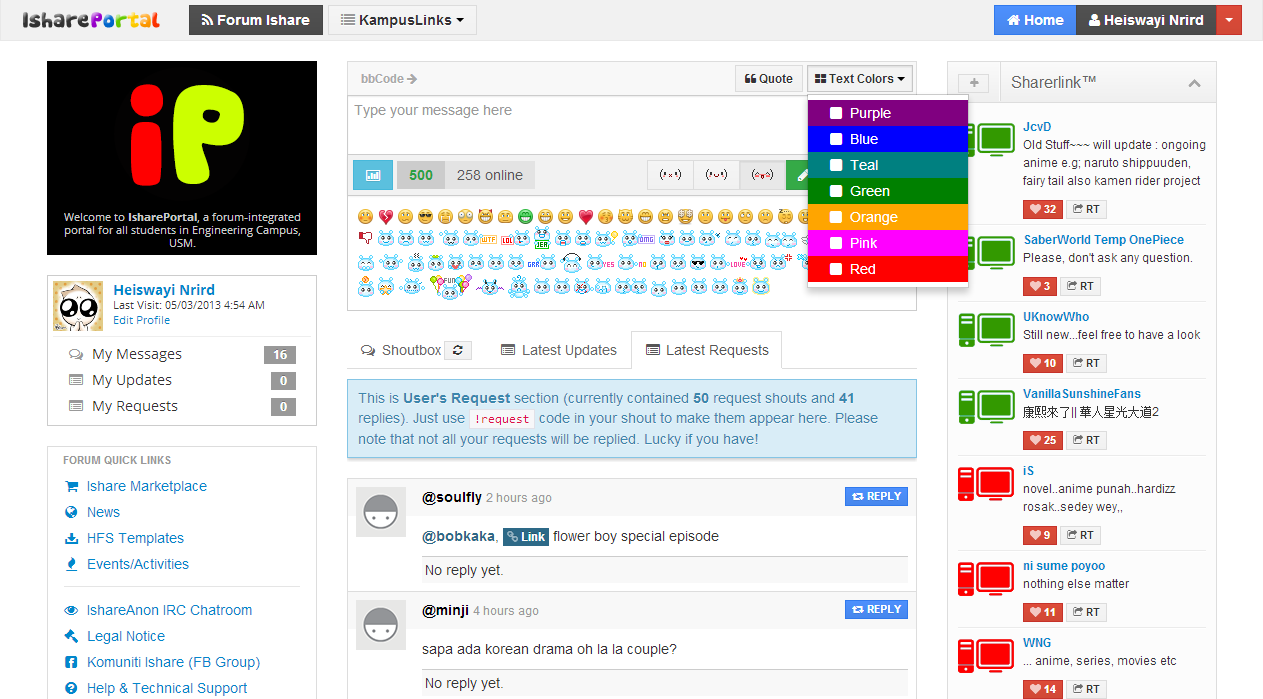 IsharePortal
Forum Ishare
KampusLinks
Home
Heiswayi Nrird
iP
Welcome to IsharePortal, a forum-integrated
portal for all students in Engineering Campus,
USM.
Heiswayi Nrird
Last Visit: 05/03/2013 4:54 AM
Edit Profile
My Messages 16
My Updates 0
My Requests 0
FORUM QUICK LINKS
Ishare Marketplace
News
HFS Templates
Events/Activities
IshareAnon IRC Chatroom
Legal Notice
Komuniti Ishare (FB Group)
Help & Technical Support
bbCode
Quote
Text Colors
Type your message here
Purple
Blue
Teal
Green
Orange
Pink
Red
500 258 online
WTF LOL JER OMG
GRR YES NO LOVE
FUN
Shoutbox
Latest Updates
Latest Requests
This is User's Request section (currently contained 50 request shouts and 41
replies). Just use !request code in your shout to make them appear here. Please
note that not all your requests will be replied. Lucky if you have!
@soulfly 2 hours ago
REPLY
@bobkaka, Link flower boy special episode
No reply yet.
@minji 4 hours ago
REPLY
sapa ada korean drama oh la la couple?
No reply yet.
Sharerlink™
JcvD
Old Stuff~~~ will update : ongoing
anime e.g; naruto shippuuden,
fairy tail also kamen rider project
32 RT
SaberWorld Temp OnePiece
Please, don't ask any question.
3 RT
UKnowWho
Still new...feel free to have a look
10 RT
VanillaSunshineFans
康熙來了|| 華人星光大道2
25 RT
iS
novel..anime punah..hardizz
rosak..sedey wey,,
9 RT
ni sume poyoo
nothing else matter
11 RT
WNG
... anime, series, movies etc
14 RT